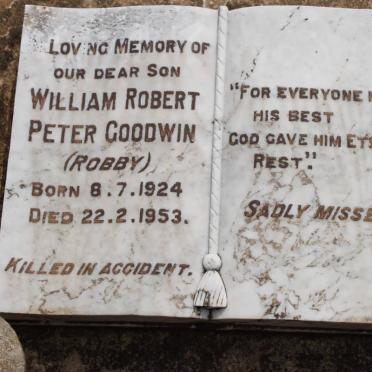 LOVING MEMORY OF
OUR DEAR SON
WILLIAM ROBERT
PETER GOODWIN
(ROBBY)
BORN 8.7.1924
DIED 22.2.1953.
KILLED IN ACCIDENT.
"FOR EVERYONE
HIS BEST
GOD GAVE HIM
REST".
SADLY MISSE